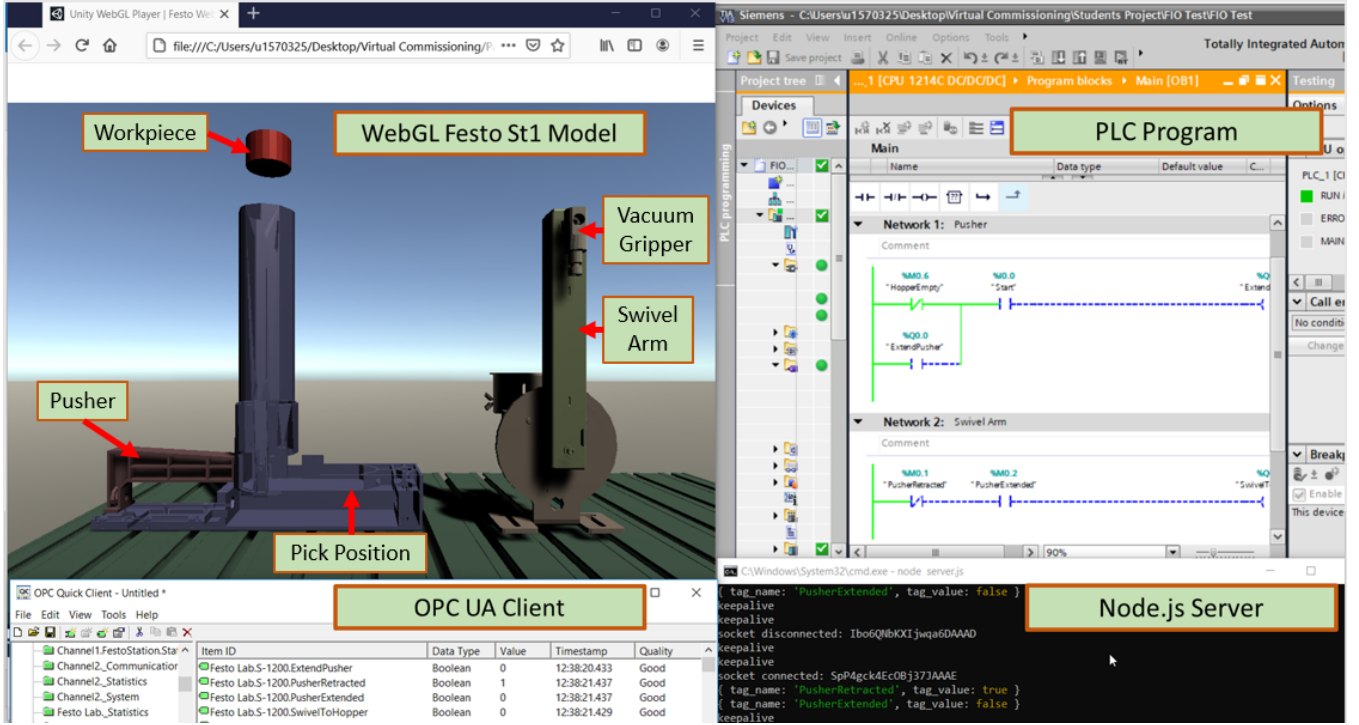 Unity WebGL Player | Festo We
file:///C:/Users/u1570325/Desktop/Virtual Commissioning/P
Workpiece
WebGL Festo St1 Model
Vacuum
Gripper
Swivel
Arm
Pusher
Pick Position
Siemens - C:\Users\u1570325\Desktop\Virtual Commissioning\Students Project\FIO Test\FIO Test
Project Edit View Insert Online Options Tools
Totally Integrated Autom
Save project
Project tree
..._1 [CPU 1214C DC/DC/DC] Program blocks Main [OB1]
Testing
Devices
Options
PLC Program
PLC programming
Main
Name Data type Default value C...
FIO...
PLC_1 [C
RUN /
ERRO
MAIN
Network 1: Pusher
Comment
%M0.6 %I0.0 %Q
"HopperEmpty" "Start" "Extend
%Q0.0
"ExtendPusher"
Call e
No conditi
Change
Network 2: Swivel Arm
Comment
%M0.1 %M0.2 %Q
"PusherRetracted" "PusherExtended" "SwivelT
Breakp
Enable
This device
90%
OPC Quick Client - Untitled *
File Edit View Tools Help
OPC UA Client
Channel1.FestoStation.Sta
Channel2._Communication
Channel2._Statistics
Channel2._System
Festo Lab._Statistics
Item ID Data Type Value Timestamp Quality
Festo Lab.S-1200.ExtendPusher Boolean 0 12:38:20.433 Good
Festo Lab.S-1200.PusherRetracted Boolean 1 12:38:21.437 Good
Festo Lab.S-1200.PusherExtended Boolean 0 12:38:21.437 Good
Festo Lab.S-1200.SwivelToHopper Boolean 0 12:38:21.429 Good
C:\Windows\System32\cmd.exe - node server.js
Node.js Server
{ tag_name: 'PusherExtended', tag_value: false }
keepalive
keepalive
socket disconnected: Ibo6QNbKXIjwqa6DAAAD
keepalive
keepalive
socket connected: SpP4gck4EcOBj37JAAAE
{ tag_name: 'PusherRetracted', tag_value: true }
{ tag_name: 'PusherExtended', tag_value: false }
keepalive